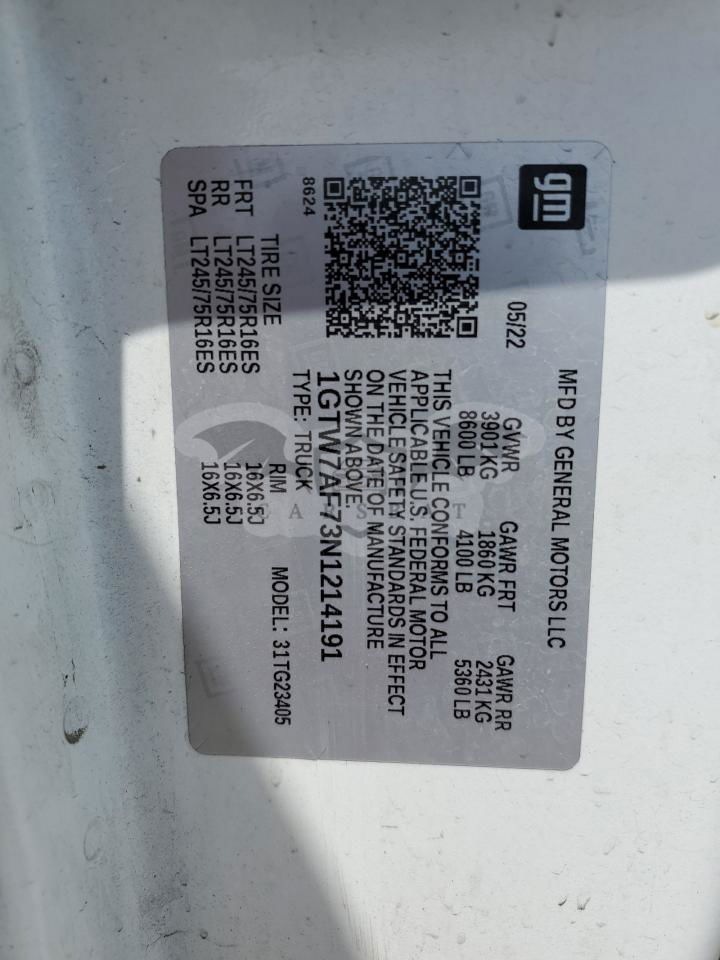 gm
MFD BY GENERAL MOTORS LLC
05/22
GVWR GAWR FRT GAWR RR
3901 KG 1860 KG 2431 KG
8600 LB 4100 LB 5360 LB
THIS VEHICLE CONFORMS TO ALL
APPLICABLE U.S. FEDERAL MOTOR
VEHICLE SAFETY STANDARDS IN EFFECT
ON THE DATE OF MANUFACTURE
SHOWN ABOVE.
1GTW7AF73N1214191
8624
TYPE: TRUCK
MODEL: 31TG23405
TIRE SIZE RIM
FRT LT245/75R16ES 16X6.5J
RR LT245/75R16ES 16X6.5J
SPA LT245/75R16ES 16X6.5J